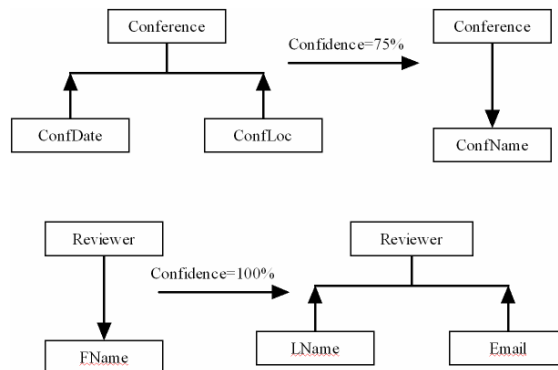 Conference
Conference
Confidence=75%
ConfDate
ConfLoc
ConfName
Reviewer
Reviewer
Confidence=100%
FName
LName
Email